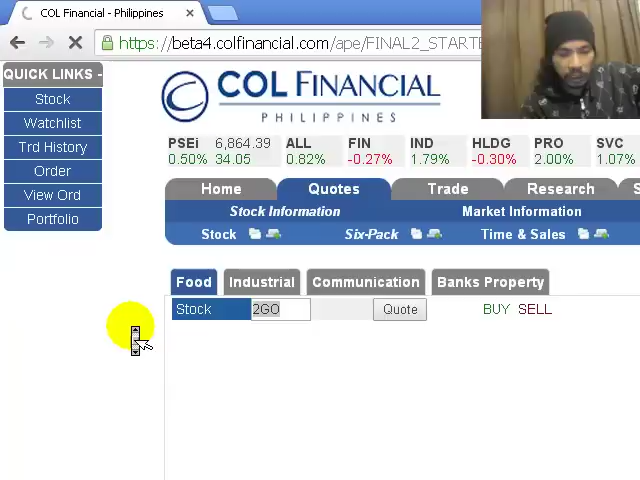 COL Financial - Philippines
https://beta4.colfinancial.com/ape/FINAL2_STARTE
QUICK LINKS -
Stock
Watchlist
Trd History
Order
View Ord
Portfolio
COL FINANCIAL
PHILIPPINES
PSEi 6,864.39 ALL FIN IND HLDG PRO SVC
0.50% 34.05 0.82% -0.27% 1.79% -0.30% 2.00% 1.07%
Home Quotes Trade Research S
Stock Information Market Information
Stock Six-Pack Time & Sales
Food Industrial Communication Banks Property
Stock 2GO Quote BUY SELL